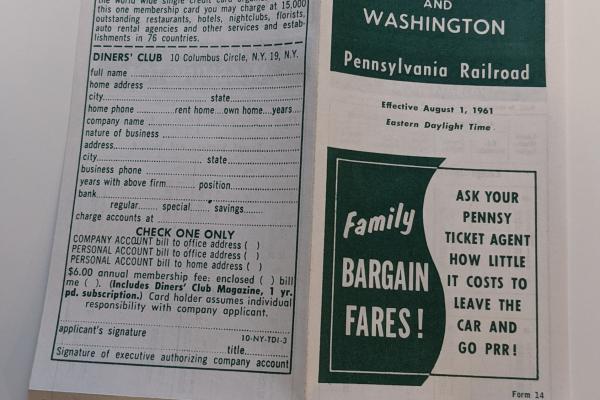 the world wide single credit card
this one membership card you may charge at 15,000
outstanding restaurants, hotels, nightclubs, florists,
auto rental agencies and other services and estab-
lishments in 76 countries.
DINERS' CLUB 10 Columbus Circle, N.Y. 19, N.Y.
full name
home address
city state
home phone rent home own home years
company name
nature of business
address
city state
business phone
years with above firm position
bank
regular special savings
charge accounts at
CHECK ONE ONLY
COMPANY ACCOUNT bill to office address ( )
PERSONAL ACCOUNT bill to office address ( )
PERSONAL ACCOUNT bill to home address ( )
$6.00 annual membership fee: enclosed ( ) bill
me ( ). (Includes Diners' Club Magazine, 1 yr.
pd. subscription.) Card holder assumes individual
responsibility with company applicant.
applicant's signature 10-NY-TDI-3
title
Signature of executive authorizing company account
AND
WASHINGTON
Pennsylvania Railroad
Effective August 1, 1961
Eastern Daylight Time
Family
BARGAIN
FARES!
ASK YOUR
PENNSY
TICKET AGENT
HOW LITTLE
IT COSTS TO
LEAVE THE
CAR AND
GO PRR!
Form 14